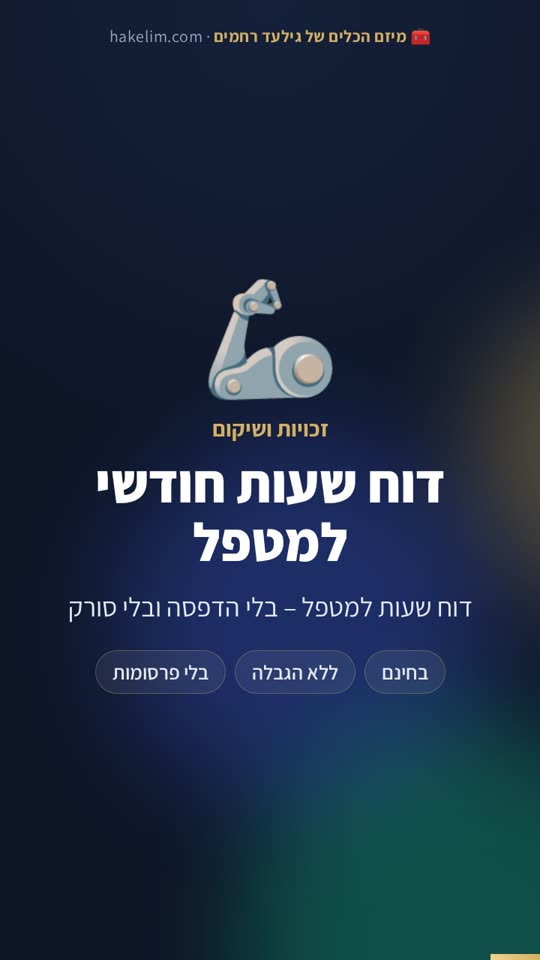 🧰 מיזם הכלים של גילעד רחמים · hakelim.com
זכויות ושיקום
דוח שעות חודשי
למטפל
דוח שעות למטפל – בלי הדפסה ובלי סורק
בחינם
ללא הגבלה
בלי פרסומות